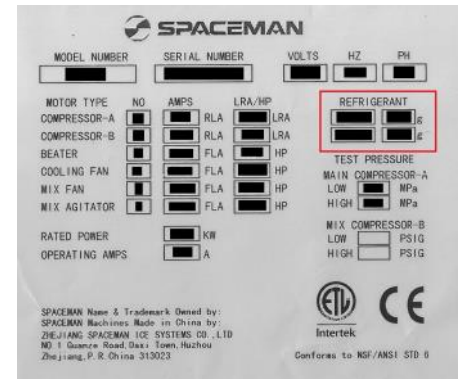 SPACEMAN
MODEL NUMBER SERIAL NUMBER VOLTS HZ PH
MOTOR TYPE NO AMPS LRA/HP REFRIGERANT
COMPRESSOR-A RLA LRA g
COMPRESSOR-B RLA LRA g
BEATER FLA HP
TEST PRESSURE
COOLING FAN FLA HP
MAIN COMPRESSOR-A
MIX FAN FLA HP LOW MPa
MIX AGITATOR FLA HP HIGH MPa
MIX COMPRESSOR-B
RATED POWER KW LOW PSIG
OPERATING AMPS A HIGH PSIG
SPACEMAN Name & Trademark Owned by:
SPACEMAN Machines Made in China by:
ZHEJIANG SPACEMAN ICE SYSTEMS CO.,LTD
NO 1 Quanze Road, Daxi Town, Huzhou
Zhejiang, P. R. China 313023
ETL CE
Intertek
Conforms to NSF/ANSI STD 6